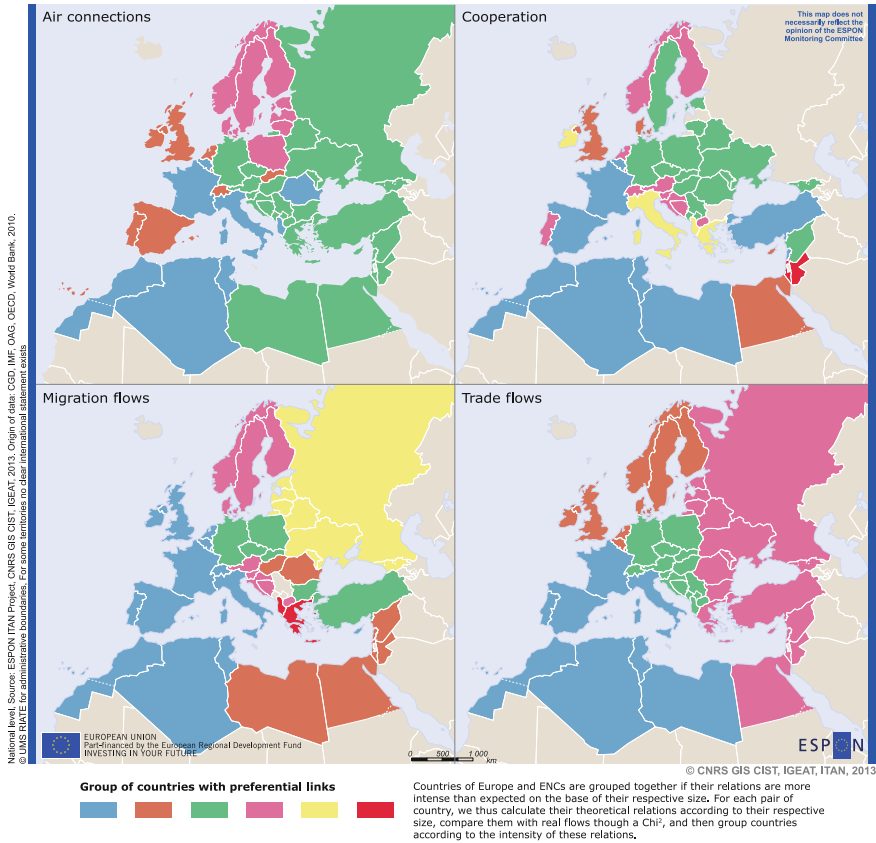 Air connections
Cooperation
This map does not
necessarily reflect the
opinion of the ESPON
Monitoring Committee
Migration flows
Trade flows
National level, Source: ESPON ITAN Project, CNRS GIS CIST, IGEAT, 2013. Origin of data: CGD, IMF, OAG, OECD, World Bank, 2010.
© UMS RIATE for administrative boundaries. For some territories no clear international statement exists
EUROPEAN UNION
Part-financed by the European Regional Development Fund
INVESTING IN YOUR FUTURE
0 500 1 000
km
ESPON
© CNRS GIS CIST, IGEAT, ITAN, 2013
Group of countries with preferential links
Countries of Europe and ENCs are grouped together if their relations are more
intense than expected on the base of their respective size. For each pair of
country, we thus calculate their theoretical relations according to their respective
size, compare them with real flows though a Chi², and then group countries
according to the intensity of these relations.